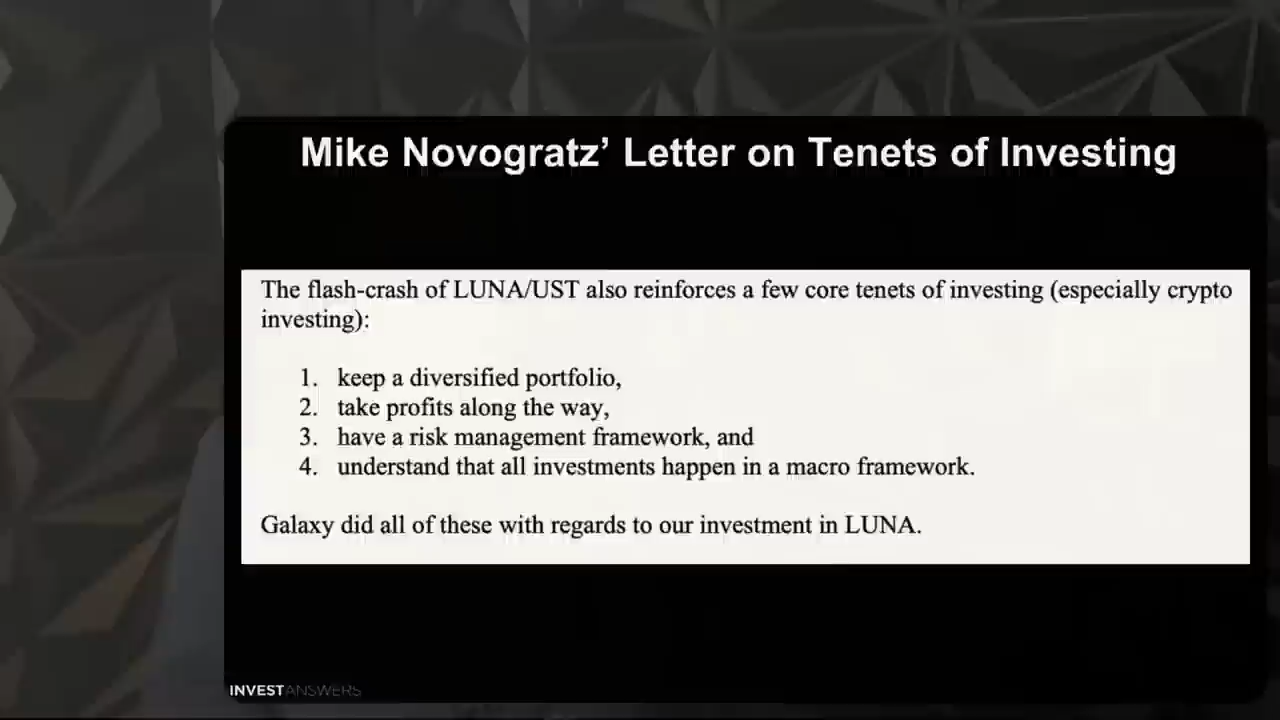 Mike Novogratz’ Letter on Tenets of Investing
The flash-crash of LUNA/UST also reinforces a few core tenets of investing (especially crypto
investing):
1. keep a diversified portfolio,
2. take profits along the way,
3. have a risk management framework, and
4. understand that all investments happen in a macro framework.
Galaxy did all of these with regards to our investment in LUNA.
INVESTANSWERS